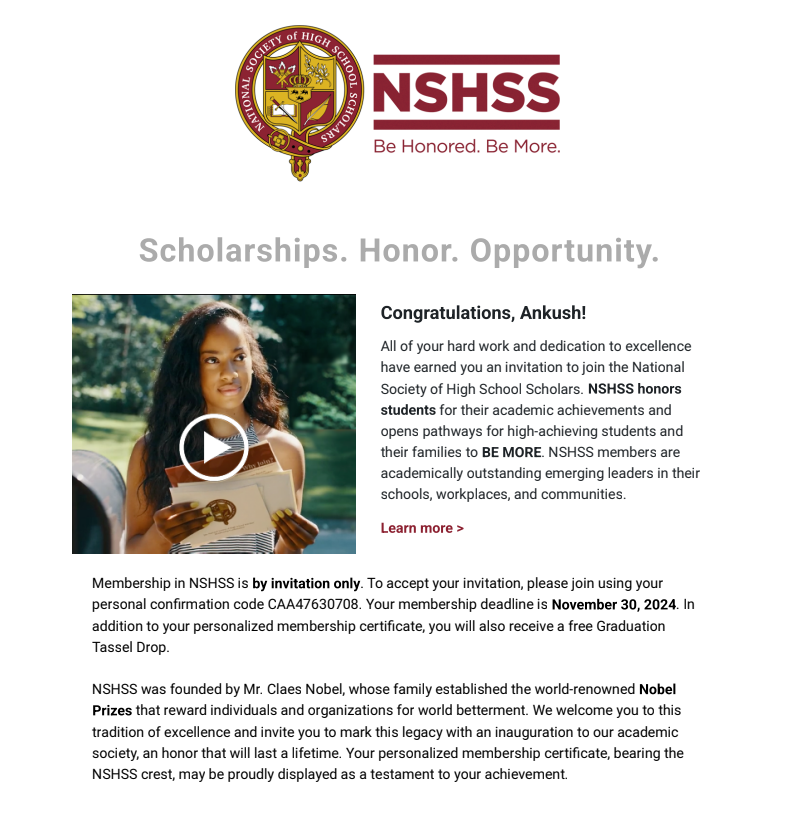 NATIONAL SOCIETY of HIGH SCHOOL SCHOLARS
NSHSS
Be Honored. Be More.
Scholarships. Honor. Opportunity.
Congratulations, Ankush!
All of your hard work and dedication to excellence
have earned you an invitation to join the National
Society of High School Scholars. NSHSS honors
students for their academic achievements and
opens pathways for high-achieving students and
their families to BE MORE. NSHSS members are
academically outstanding emerging leaders in their
schools, workplaces, and communities.
Learn more >
Membership in NSHSS is by invitation only. To accept your invitation, please join using your
personal confirmation code CAA47630708. Your membership deadline is November 30, 2024. In
addition to your personalized membership certificate, you will also receive a free Graduation
Tassel Drop.
NSHSS was founded by Mr. Claes Nobel, whose family established the world-renowned Nobel
Prizes that reward individuals and organizations for world betterment. We welcome you to this
tradition of excellence and invite you to mark this legacy with an inauguration to our academic
society, an honor that will last a lifetime. Your personalized membership certificate, bearing the
NSHSS crest, may be proudly displayed as a testament to your achievement.